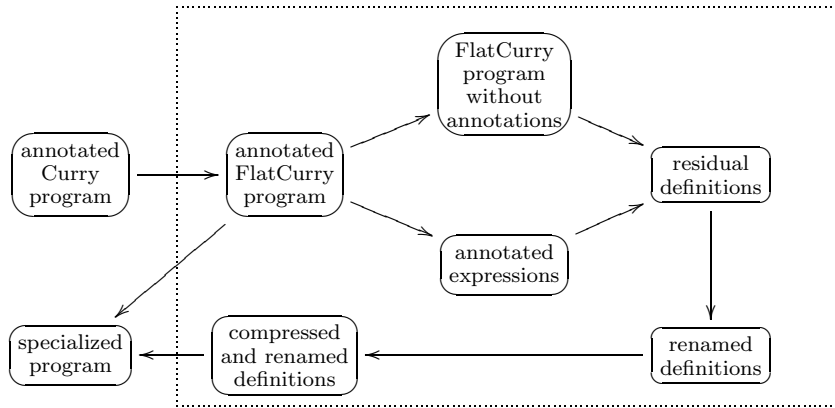 FlatCurry
program
without
annotations
annotated
Curry
program
annotated
FlatCurry
program
residual
definitions
annotated
expressions
specialized
program
compressed
and renamed
definitions
renamed
definitions